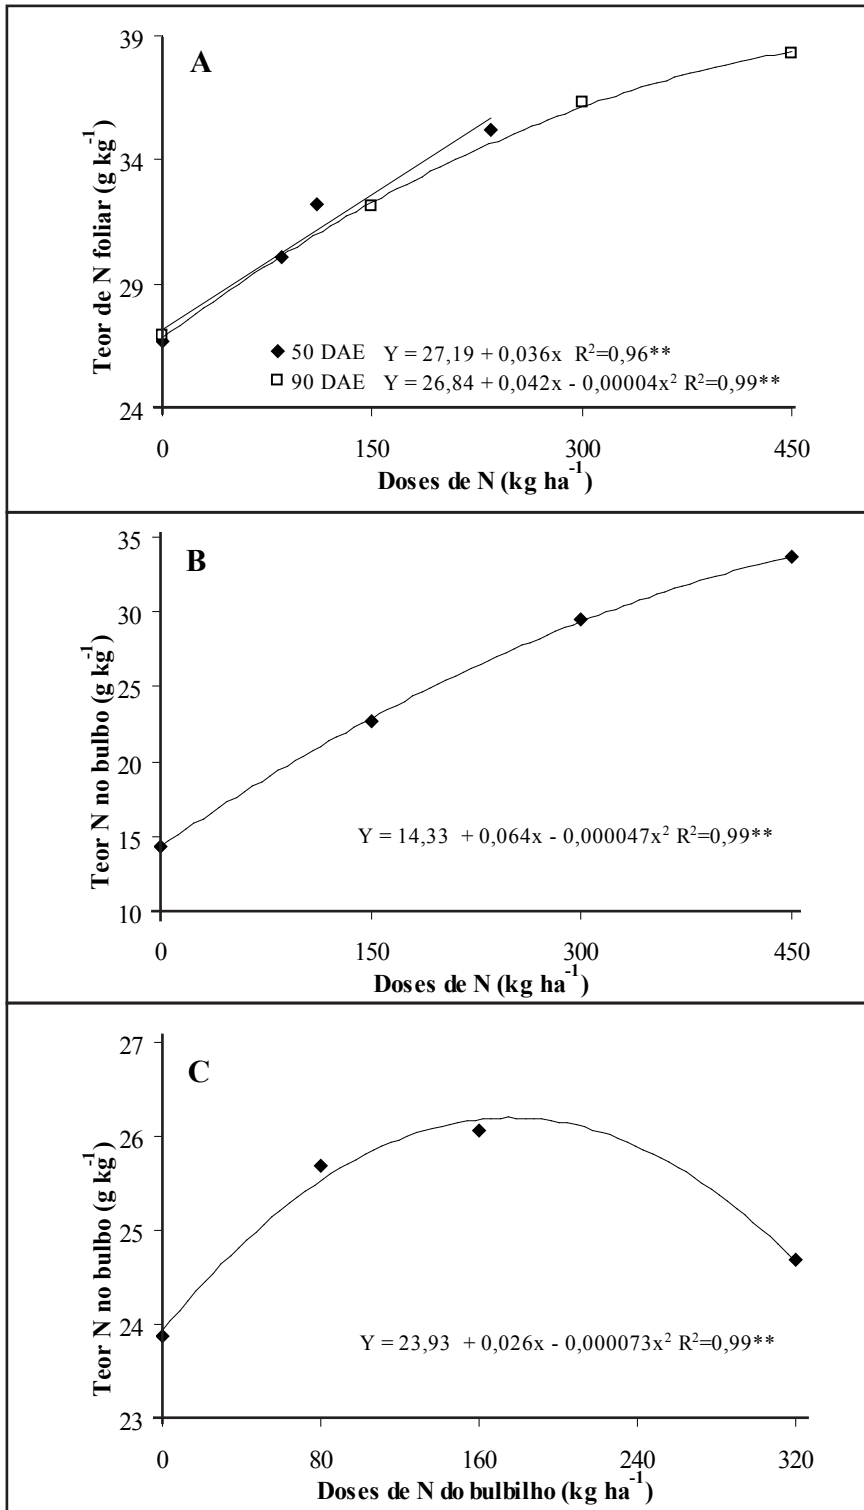 39
A
34
29
24
Teor de N foliar (g kg⁻¹)
◆ 50 DAE Y = 27,19 + 0,036x R²=0,96**
□ 90 DAE Y = 26,84 + 0,042x - 0,00004x² R²=0,99**
0 150 300 450
Doses de N (kg ha⁻¹)
35
B
30
25
20
15
10
Teor N no bulbo (g kg⁻¹)
Y = 14,33 + 0,064x - 0,000047x² R²=0,99**
0 150 300 450
Doses de N (kg ha⁻¹)
27
C
26
25
24
23
Teor N no bulbo (g kg⁻¹)
Y = 23,93 + 0,026x - 0,000073x² R²=0,99**
0 80 160 240 320
Doses de N do bulbilho (kg ha⁻¹)